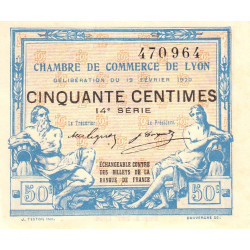 470964
CHAMBRE DE COMMERCE DE LYON
DÉLIBÉRATION DU 19 FÉVRIER 1920
CINQUANTE CENTIMES
14e SÉRIE
Le Trésorier Le Président
ÉCHANGEABLE CONTRE
DES BILLETS DE LA
BANQUE DE FRANCE
50c 50c